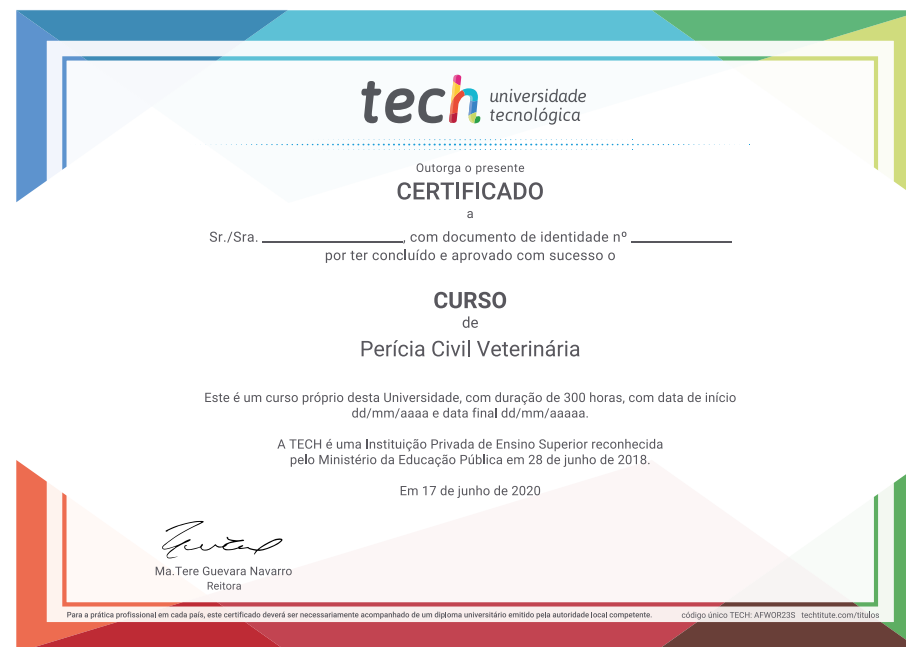 tech universidade
tecnológica
Outorga o presente
CERTIFICADO
a
Sr./Sra. ____________________, com documento de identidade nº ______________
por ter concluído e aprovado com sucesso o
CURSO
de
Perícia Civil Veterinária
Este é um curso próprio desta Universidade, com duração de 300 horas, com data de início
dd/mm/aaaa e data final dd/mm/aaaaa.
A TECH é uma Instituição Privada de Ensino Superior reconhecida
pelo Ministério da Educação Pública em 28 de junho de 2018.
Em 17 de junho de 2020
Ma.Tere Guevara Navarro
Reitora
Para a prática profissional em cada país, este certificado deverá ser necessariamente acompanhado de um diploma universitário emitido pela autoridade local competente. código único TECH: AFWOR23S techtitute.com/titulos